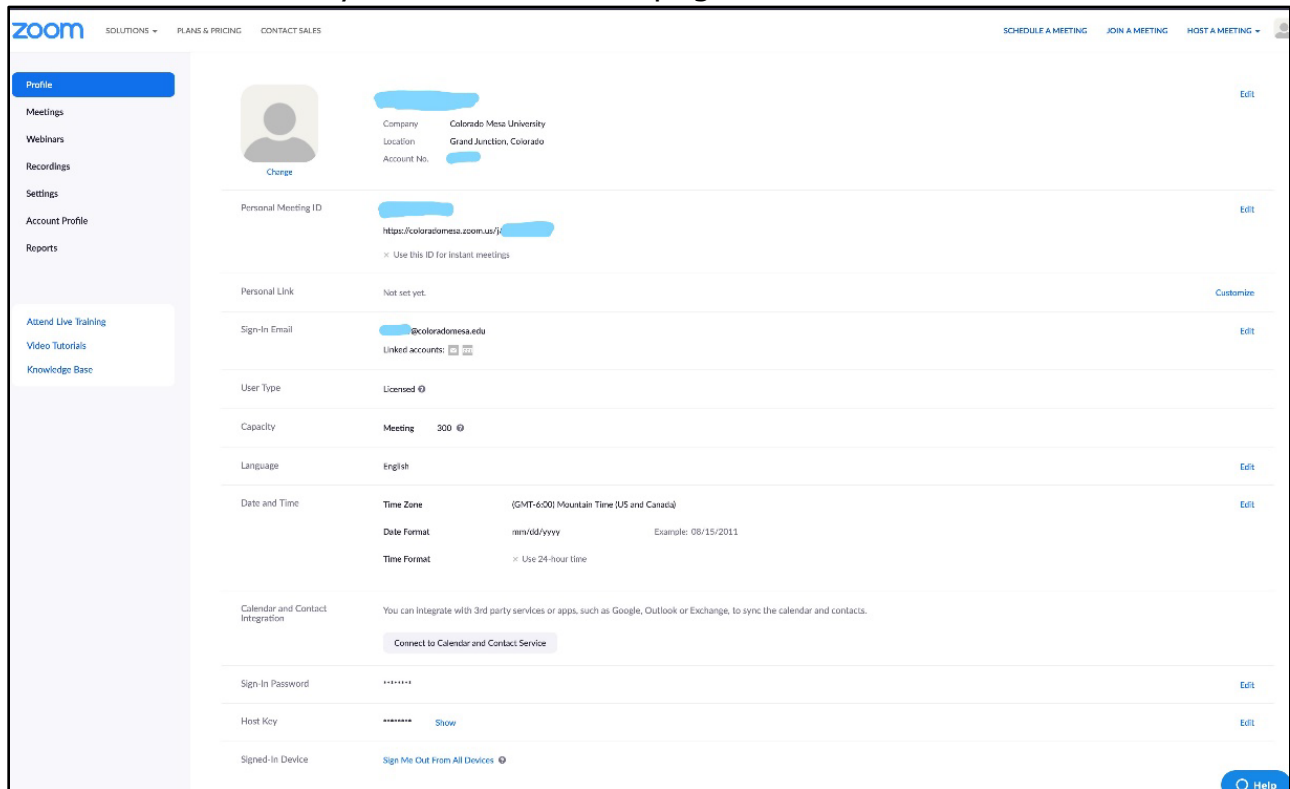 zoom SOLUTIONS PLANS & PRICING CONTACT SALES SCHEDULE A MEETING JOIN A MEETING HOST A MEETING
Profile
Meetings
Webinars
Recordings
Settings
Account Profile
Reports
Attend Live Training
Video Tutorials
Knowledge Base
Change
Edit
Company Colorado Mesa University
Location Grand Junction, Colorado
Account No.
Personal Meeting ID Edit
https://coloradomesa.zoom.us/j/
× Use this ID for instant meetings
Personal Link Not set yet. Customize
Sign-In Email @coloradomesa.edu Edit
Linked accounts:
User Type Licensed
Capacity Meeting 300
Language English Edit
Date and Time Time Zone (GMT-6:00) Mountain Time (US and Canada) Edit
Date Format mm/dd/yyyy Example: 08/15/2011
Time Format × Use 24-hour time
Calendar and Contact
Integration
You can integrate with 3rd party services or apps, such as Google, Outlook or Exchange, to sync the calendar and contacts.
Connect to Calendar and Contact Service
Sign-In Password ******** Edit
Host Key ******** Show Edit
Signed-In Device Sign Me Out From All Devices
Help